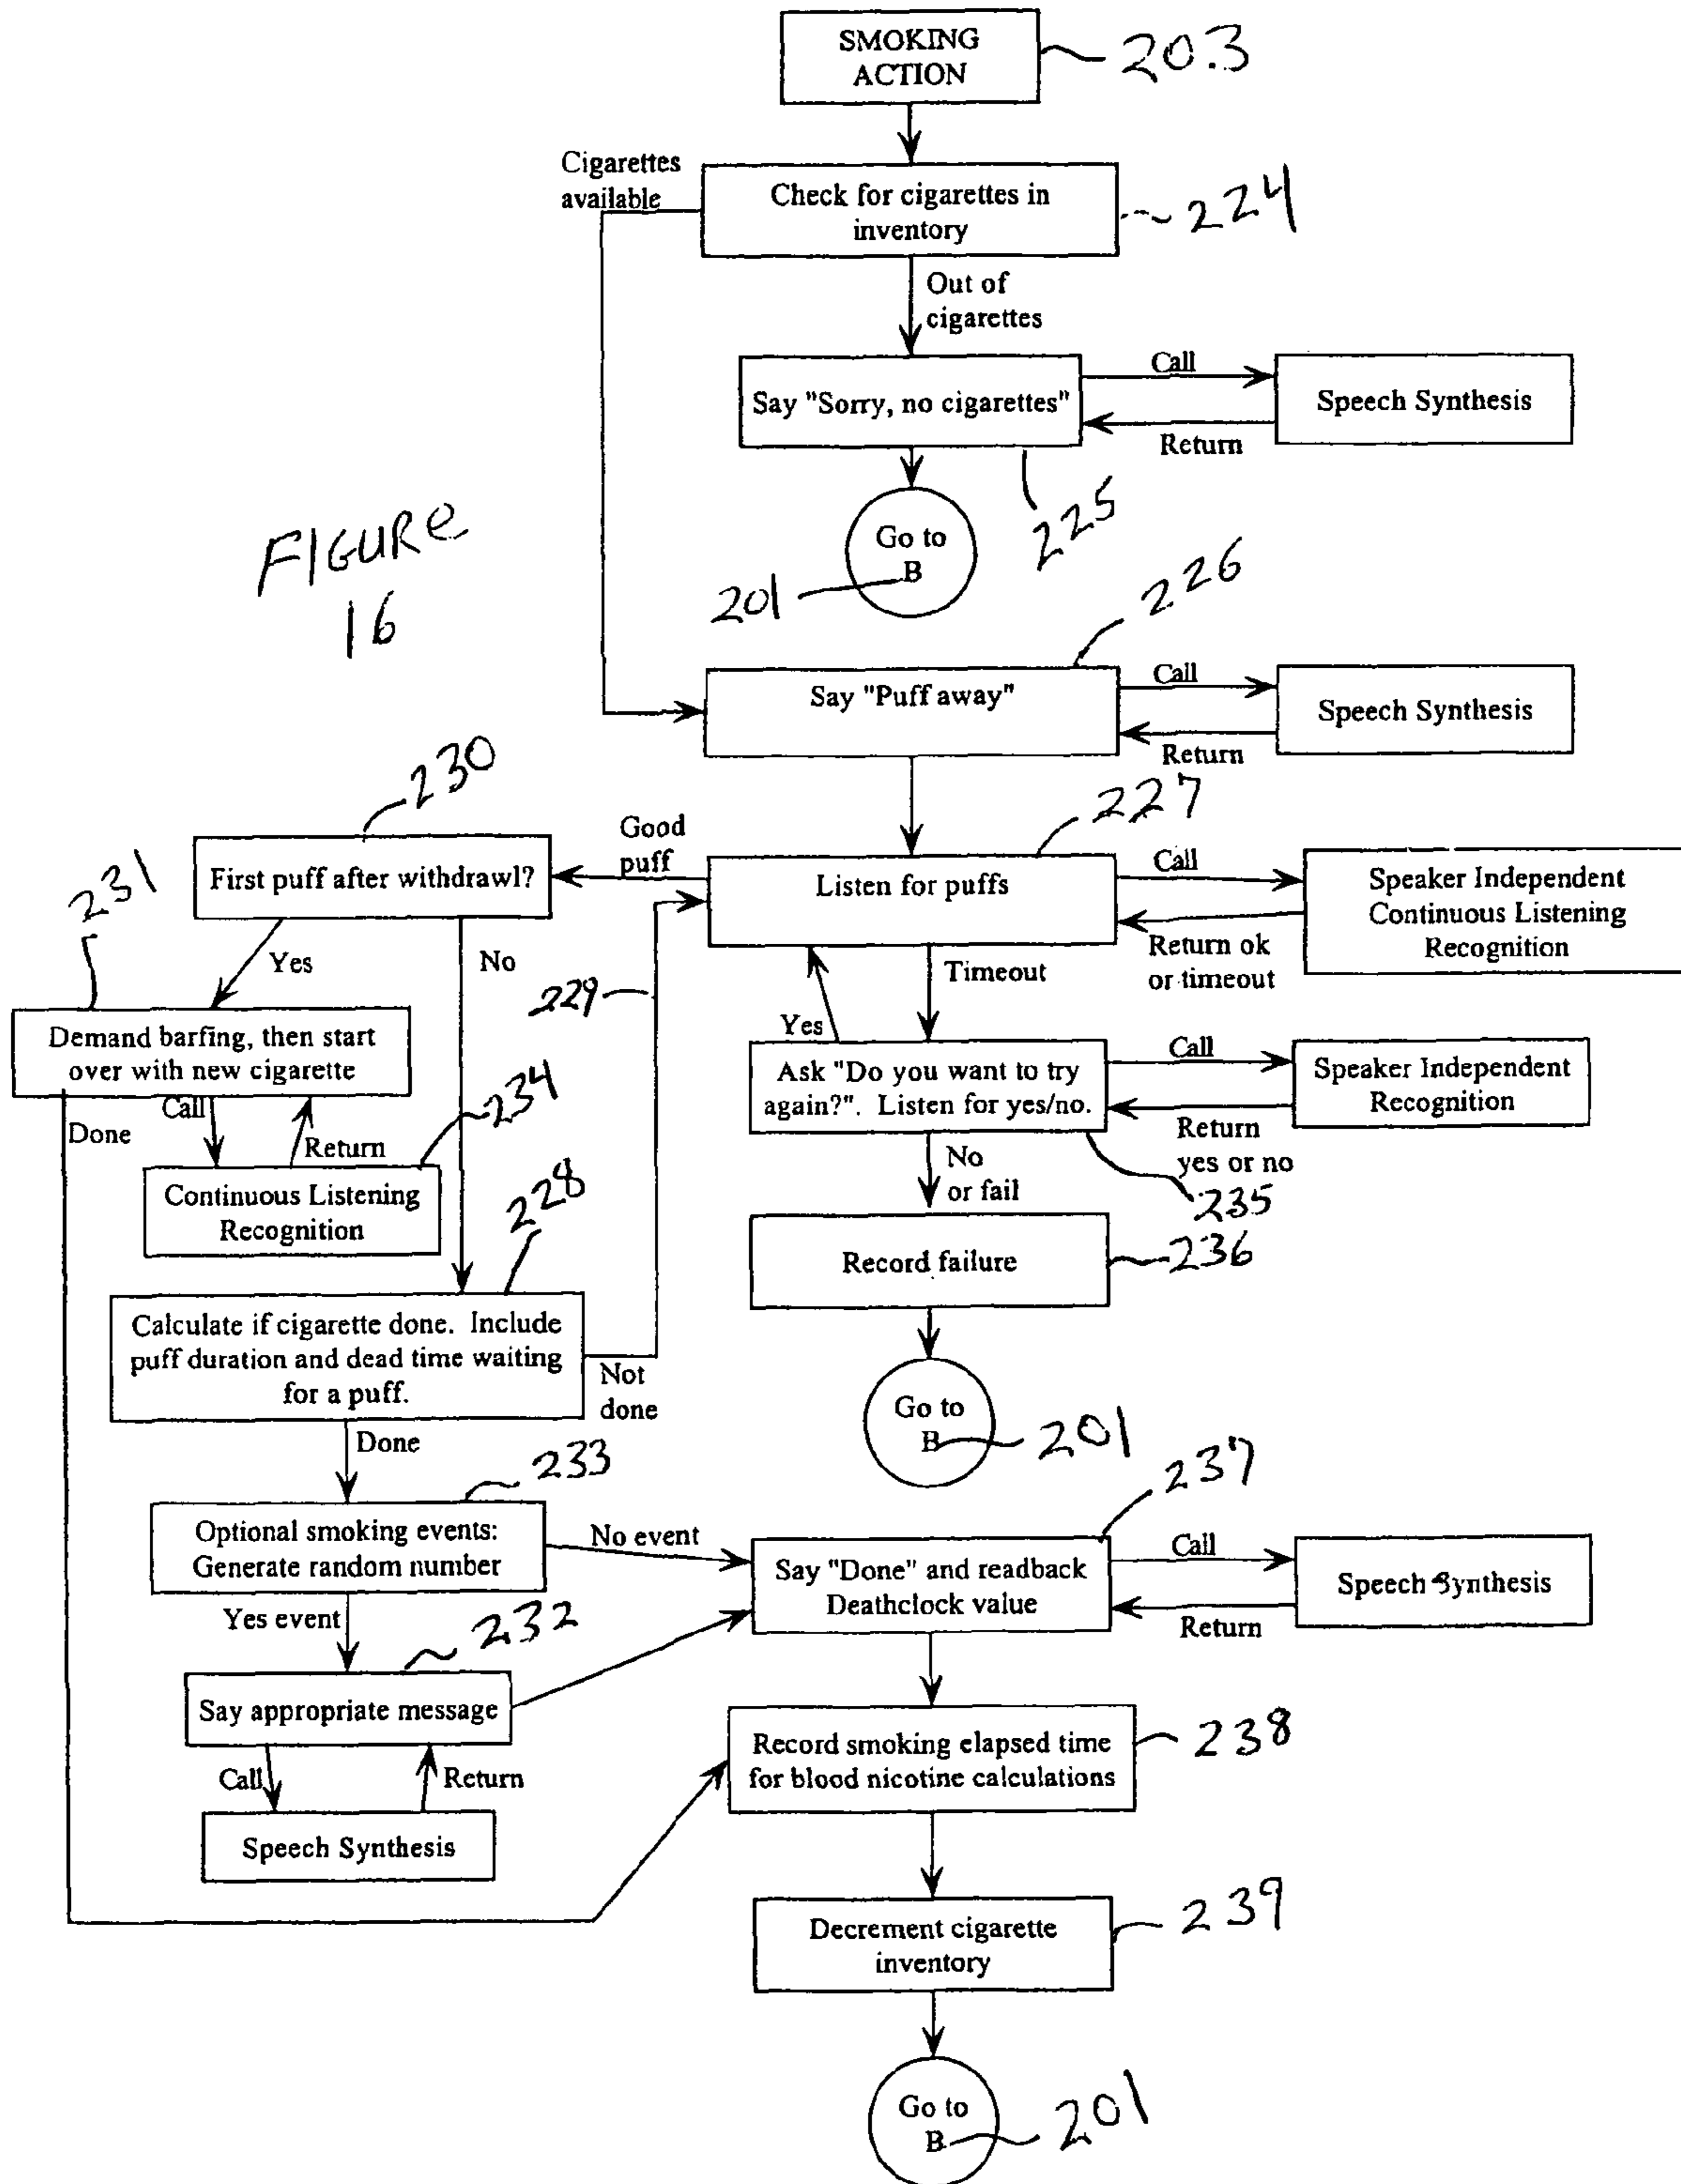 SMOKING
ACTION
203
Cigarettes
available
Check for cigarettes in
inventory
224
Out of
cigarettes
Say "Sorry, no cigarettes"
Call
Return
Speech Synthesis
225
Go to
B
201
FIGURE
16
226
Say "Puff away"
Call
Return
Speech Synthesis
230
227
First puff after withdrawl?
Good
puff
Listen for puffs
Call
Return ok
or timeout
Speaker Independent
Continuous Listening
Recognition
231
Yes
No
229
Timeout
Yes
Demand barfing, then start
over with new cigarette
Ask "Do you want to try
again?". Listen for yes/no.
Call
Return
yes or no
Speaker Independent
Recognition
235
Done
Call
Return
234
Continuous Listening
Recognition
No
or fail
228
Record failure
236
Calculate if cigarette done. Include
puff duration and dead time waiting
for a puff.
Not
done
Go to
B
201
Done
233
237
Optional smoking events:
Generate random number
No event
Say "Done" and readback
Deathclock value
Call
Return
Speech Synthesis
Yes event
232
Say appropriate message
Call
Return
Speech Synthesis
Record smoking elapsed time
for blood nicotine calculations
238
Decrement cigarette
inventory
239
Go to
B
201